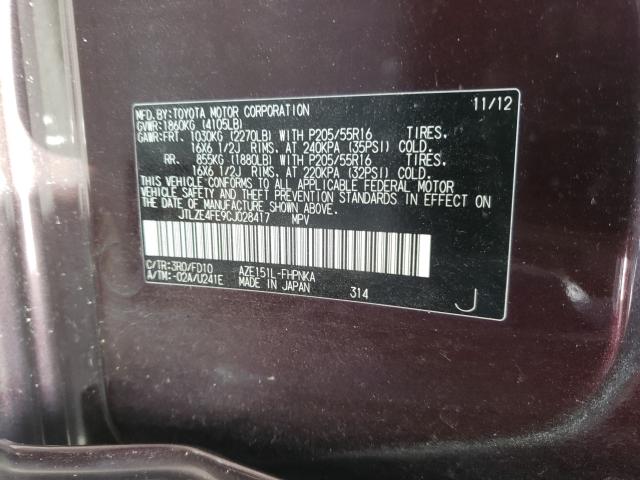 MFD.BY:TOYOTA MOTOR CORPORATION 11/12
GVWR:1860KG (4105LB)
GAWR:FRT. 1030KG (2270LB) WITH P205/55R16 TIRES.
16X6 1/2J RIMS. AT 240KPA (35PSI) COLD.
RR. 855KG (1880LB) WITH P205/55R16 TIRES.
16X6 1/2J RIMS. AT 220KPA (32PSI) COLD.
THIS VEHICLE CONFORMS TO ALL APPLICABLE FEDERAL MOTOR
VEHICLE SAFETY AND THEFT PREVENTION STANDARDS IN EFFECT ON
THE DATE OF MANUFACTURE SHOWN ABOVE.
JTLZE4FE9CJ028417 MPV
C/TR:3R0/FD10 AZE151L-FHPNKA
A/TM:-02A/U241E MADE IN JAPAN 314 J